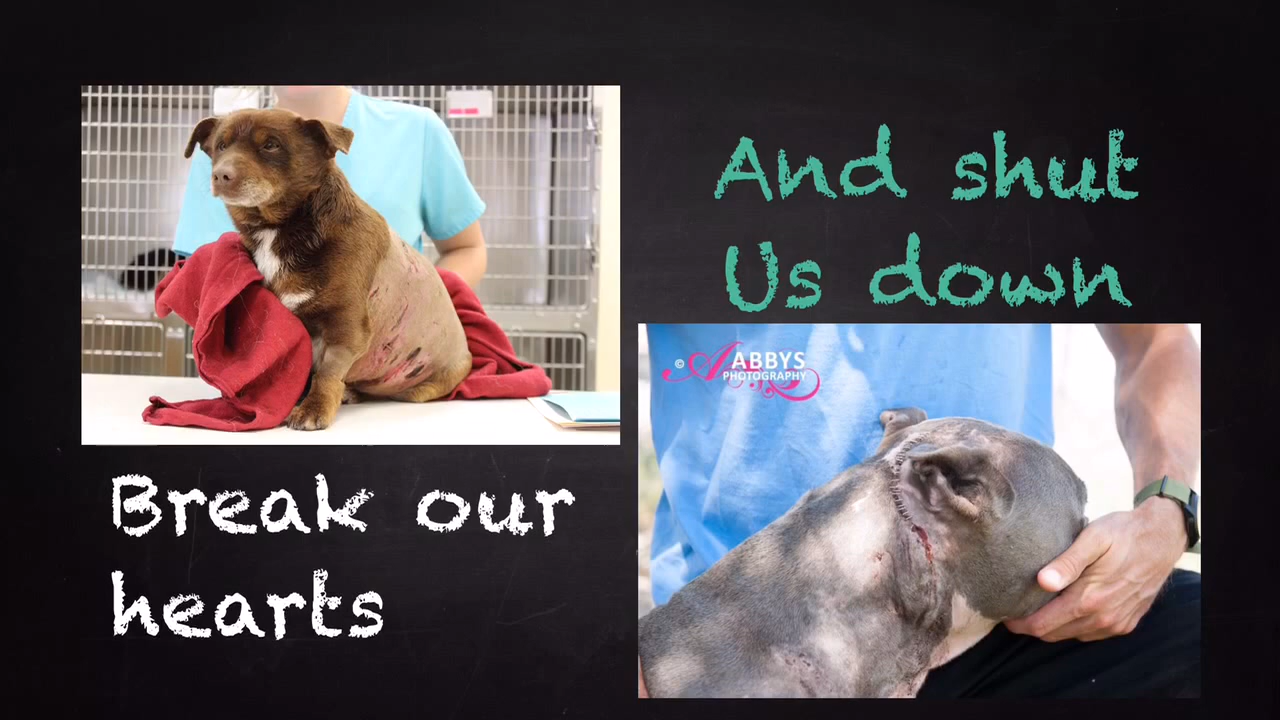 And shut
Us down
© ABBYS
PHOTOGRAPHY
Break our
hearts